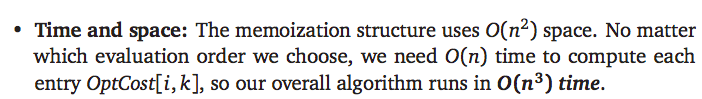 • Time and space: The memoization structure uses O(n²) space. No matter
which evaluation order we choose, we need O(n) time to compute each
entry OptCost[i, k], so our overall algorithm runs in O(n³) time.